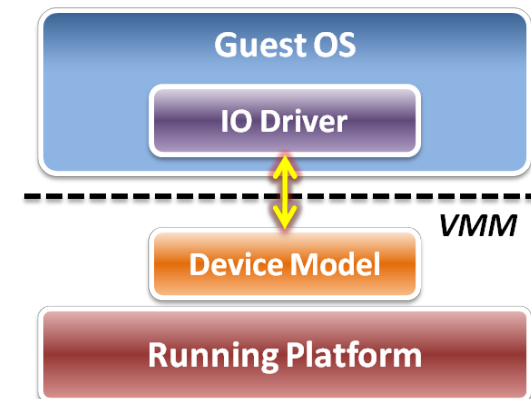 Guest OS
IO Driver
VMM
Device Model
Running Platform